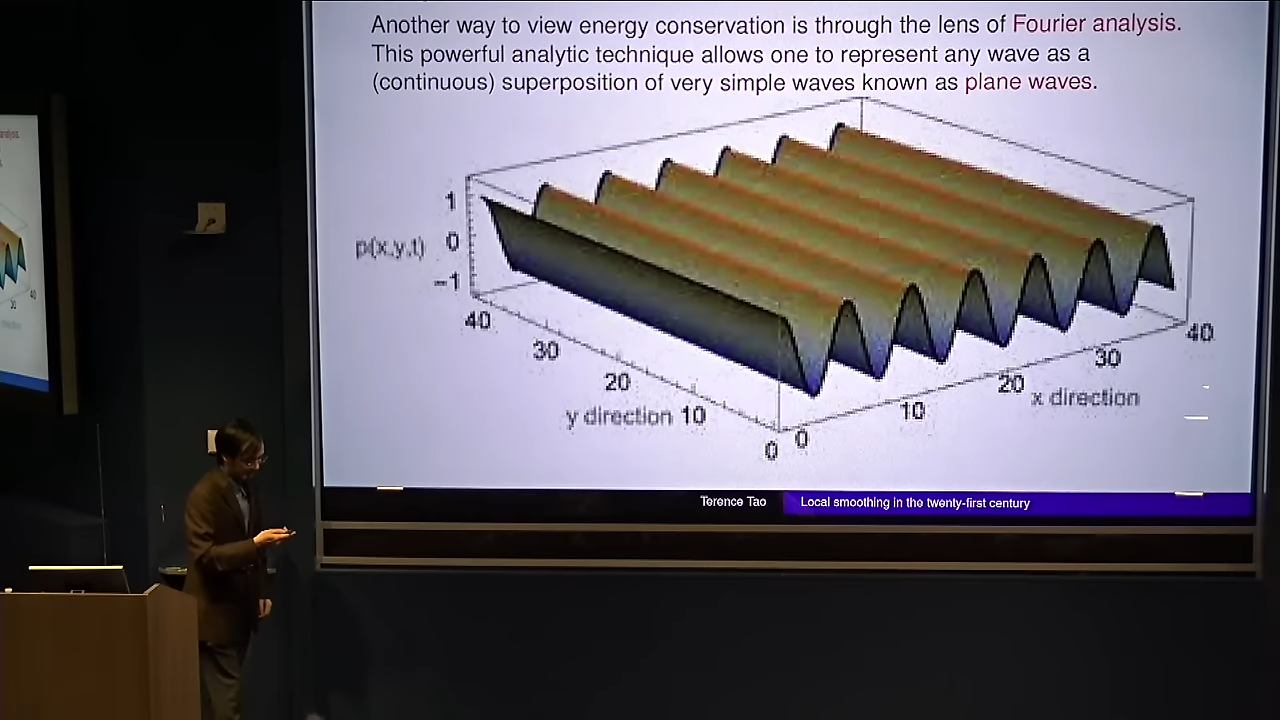 Another way to view energy conservation is through the lens of Fourier analysis.
This powerful analytic technique allows one to represent any wave as a
(continuous) superposition of very simple waves known as plane waves.
1
p(x,y,t) 0
−1
40
30
20
y direction 10
0
0
10
20
x direction
30
40
Terence Tao
Local smoothing in the twenty-first century